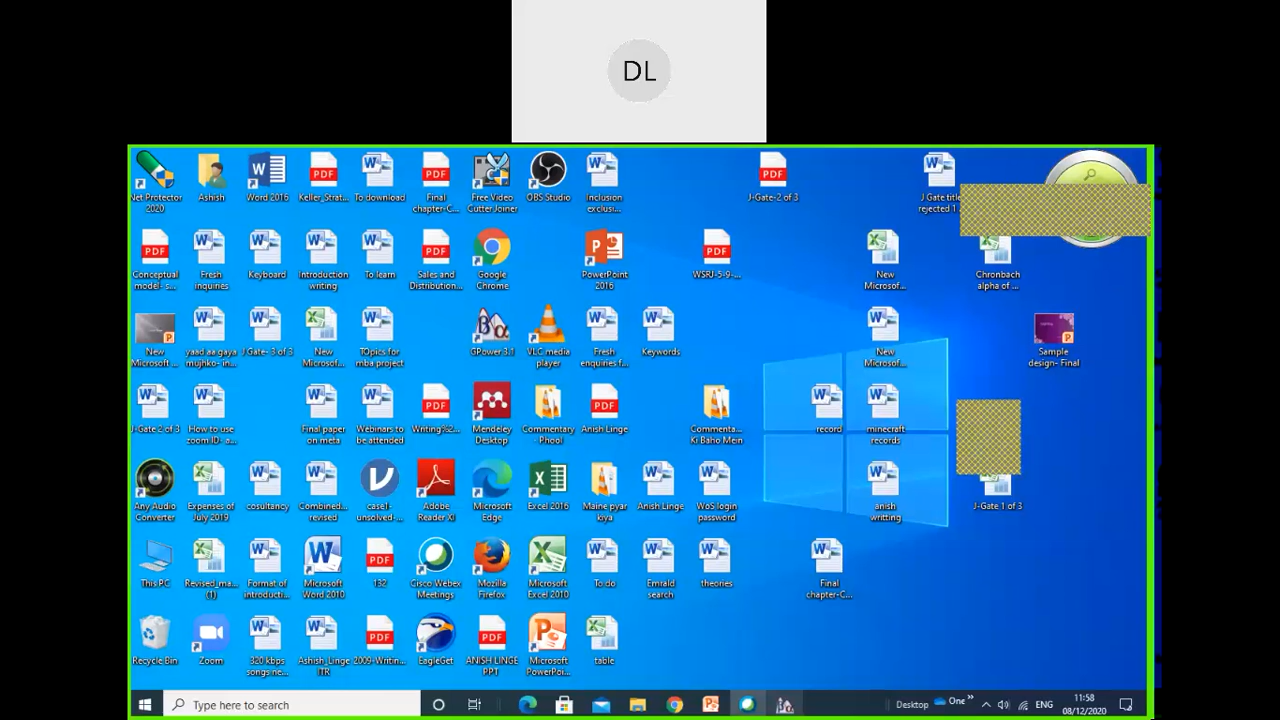 DL
Net Protector
2020
Ashish
Word 2016
Keller_Strat...
To download
Final
chapter-C...
Free Video
Cutter Joiner
OBS Studio
Inclusion
exclusi...
J-Gate-2 of 3
J Gate title
rejected 1
Conceptual
model- s...
Fresh
inquiries
Keyboard
Introduction
writing
To learn
Sales and
Distribution...
Google
Chrome
PowerPoint
2016
WSRJ-5-9-...
New
Microsof...
Chronbach
alpha of ...
New
Microsoft ...
yaad aa gaya
mujhko- in...
J Gate- 3 of 3
New
Microsof...
TOpics for
mba project
GPower 3.1
VLC media
player
Fresh
enquiries f...
Keywords
New
Microsof...
Sample
design- Final
J-Gate 2 of 3
How to use
zoom ID- a...
Final paper
on meta
Webinars to
be attended
Writing%2...
Mendeley
Desktop
Commentary
- Phool
Anish Linge
Commenta...
Ki Baho Mein
record
minecraft
records
Any Audio
Converter
Expenses of
July 2019
cosultancy
Combined...
revised
case1-
unsolved-...
Adobe
Reader XI
Microsoft
Edge
Excel 2016
Maine pyar
kiya
Anish Linge
WoS login
password
anish
writting
J-Gate 1 of 3
This PC
Revised_ma...
(1)
Format of
introducti...
Microsoft
Word 2010
132
Cisco Webex
Meetings
Mozilla
Firefox
Microsoft
Excel 2010
To do
Emrald
search
theories
Final
chapter-C...
Recycle Bin
Zoom
320 kbps
songs ne...
Ashish_Linge
ITR
2009-Writin...
EagleGet
ANISH LINGE
PPT
Microsoft
PowerPoi...
table
Type here to search
Desktop
One
ENG
11:58
08/12/2020